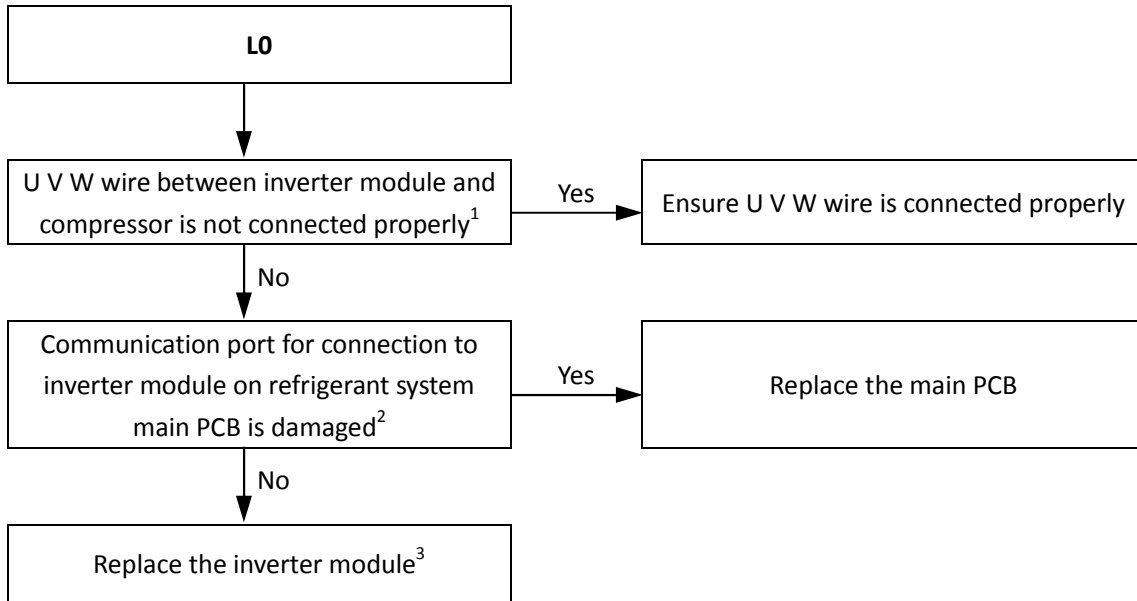 L0
U V W wire between inverter module and
compressor is not connected properly1
Yes
Ensure U V W wire is connected properly
No
Communication port for connection to
inverter module on refrigerant system
main PCB is damaged2
Yes
Replace the main PCB
No
Replace the inverter module3